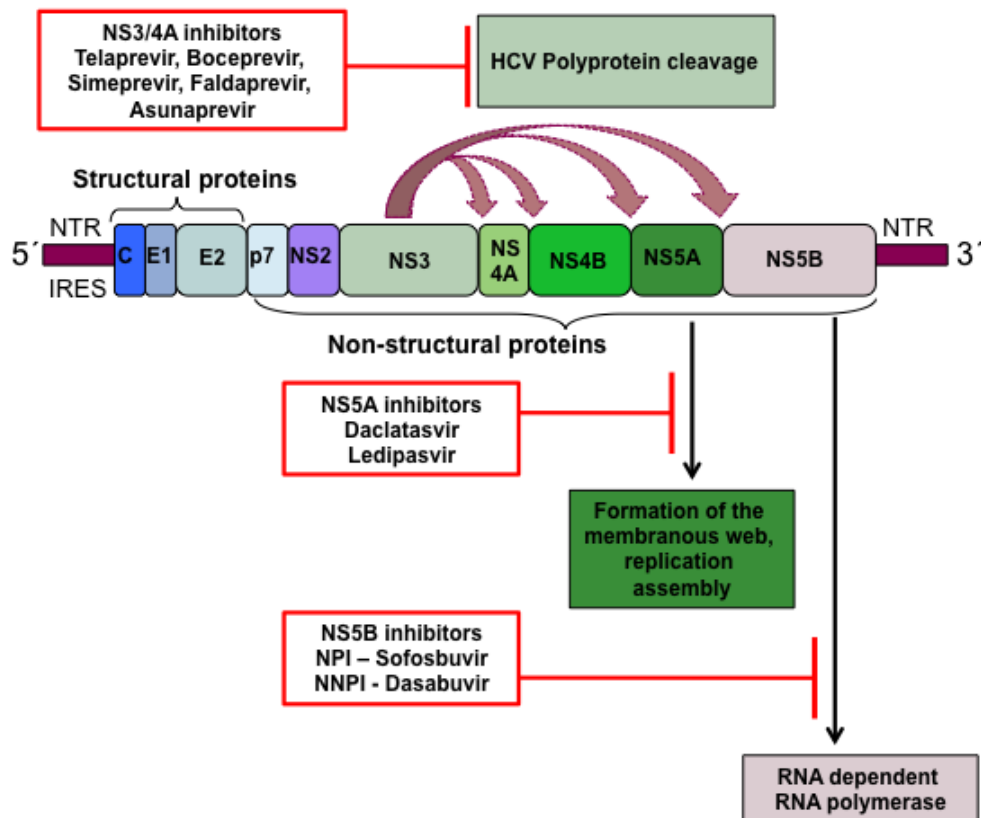 NS3/4A inhibitors
Telaprevir, Boceprevir,
Simeprevir, Faldaprevir,
Asunaprevir
HCV Polyprotein cleavage
Structural proteins
5´
NTR
IRES
C
E1
E2
p7
NS2
NS3
NS
4A
NS4B
NS5A
NS5B
NTR
3´
Non-structural proteins
NS5A inhibitors
Daclatasvir
Ledipasvir
Formation of the
membranous web,
replication
assembly
NS5B inhibitors
NPI – Sofosbuvir
NNPI - Dasabuvir
RNA dependent
RNA polymerase